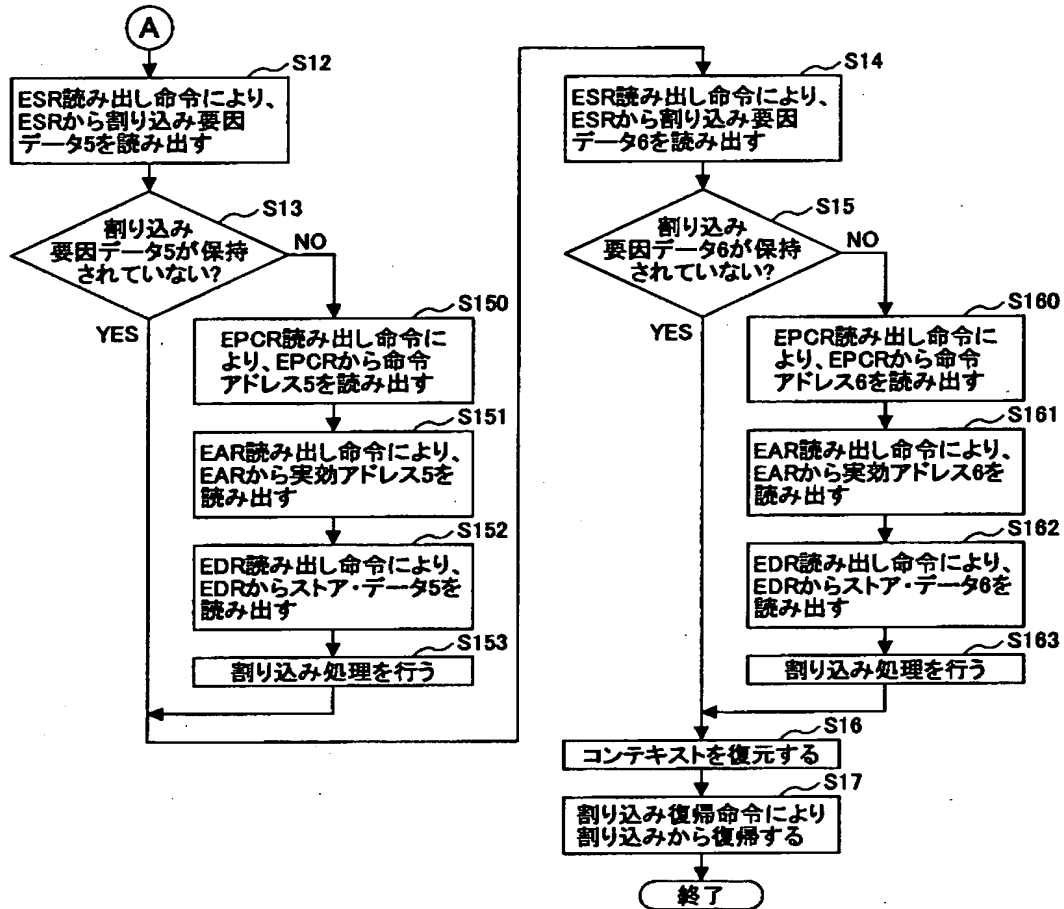 A
S12
ESR読み出し命令により、
ESRから割り込み要因
データ5を読み出す
S13
割り込み
要因データ5が保持
されていない?
NO
YES
S150
EPCR読み出し命令に
より、EPCRから命令
アドレス5を読み出す
S151
EAR読み出し命令により、
EARから実効アドレス5を
読み出す
S152
EDR読み出し命令により、
EDRからストア・データ5を
読み出す
S153
割り込み処理を行う
S14
ESR読み出し命令により、
ESRから割り込み要因
データ6を読み出す
S15
割り込み
要因データ6が保持
されていない?
NO
YES
S160
EPCR読み出し命令に
より、EPCRから命令
アドレス6を読み出す
S161
EAR読み出し命令により、
EARから実効アドレス6を
読み出す
S162
EDR読み出し命令により、
EDRからストア・データ6を
読み出す
S163
割り込み処理を行う
S16
コンテキストを復元する
S17
割り込み復帰命令により
割り込みから復帰する
終了